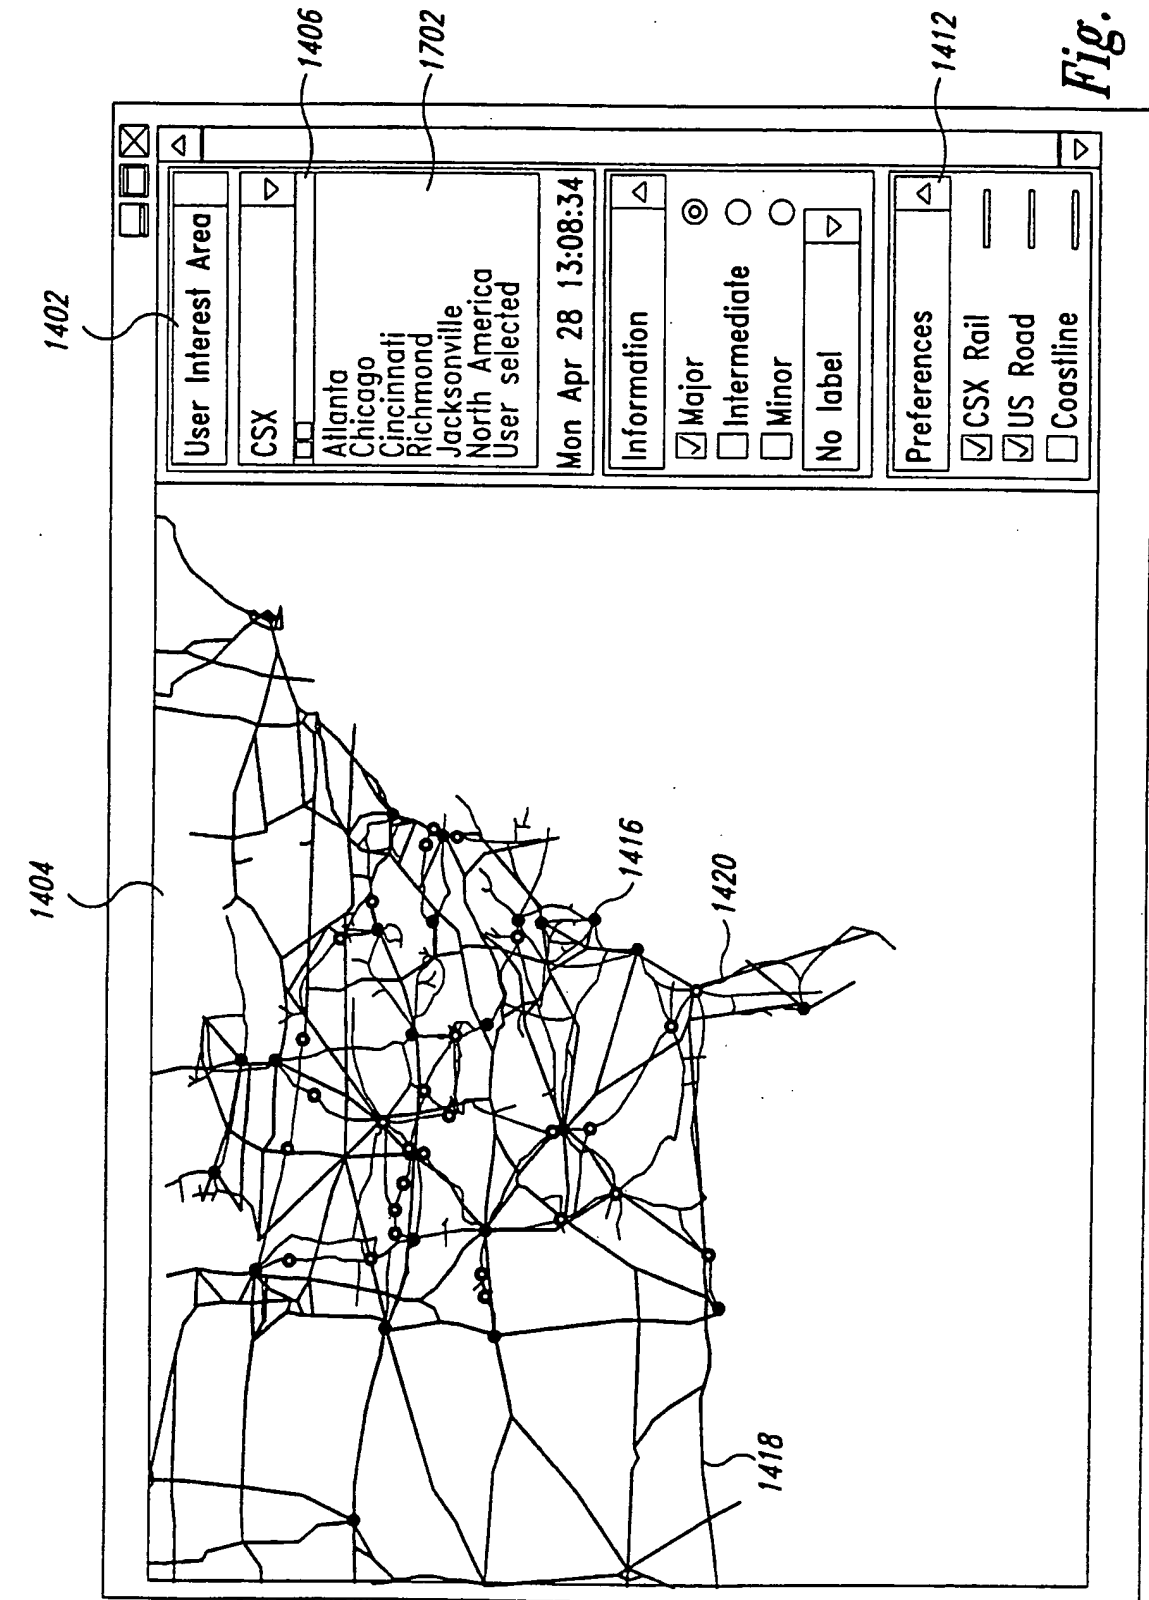 1402
1404
User Interest Area
CSX
1406
Atlanta
Chicago
Cincinnati
Richmond
Jacksonville
North America
User selected
1702
Mon Apr 28 13:08:34
Information
Major
Intermediate
Minor
No label
Preferences
1412
CSX Rail
US Road
Coastline
1416
1420
1418
Fig.